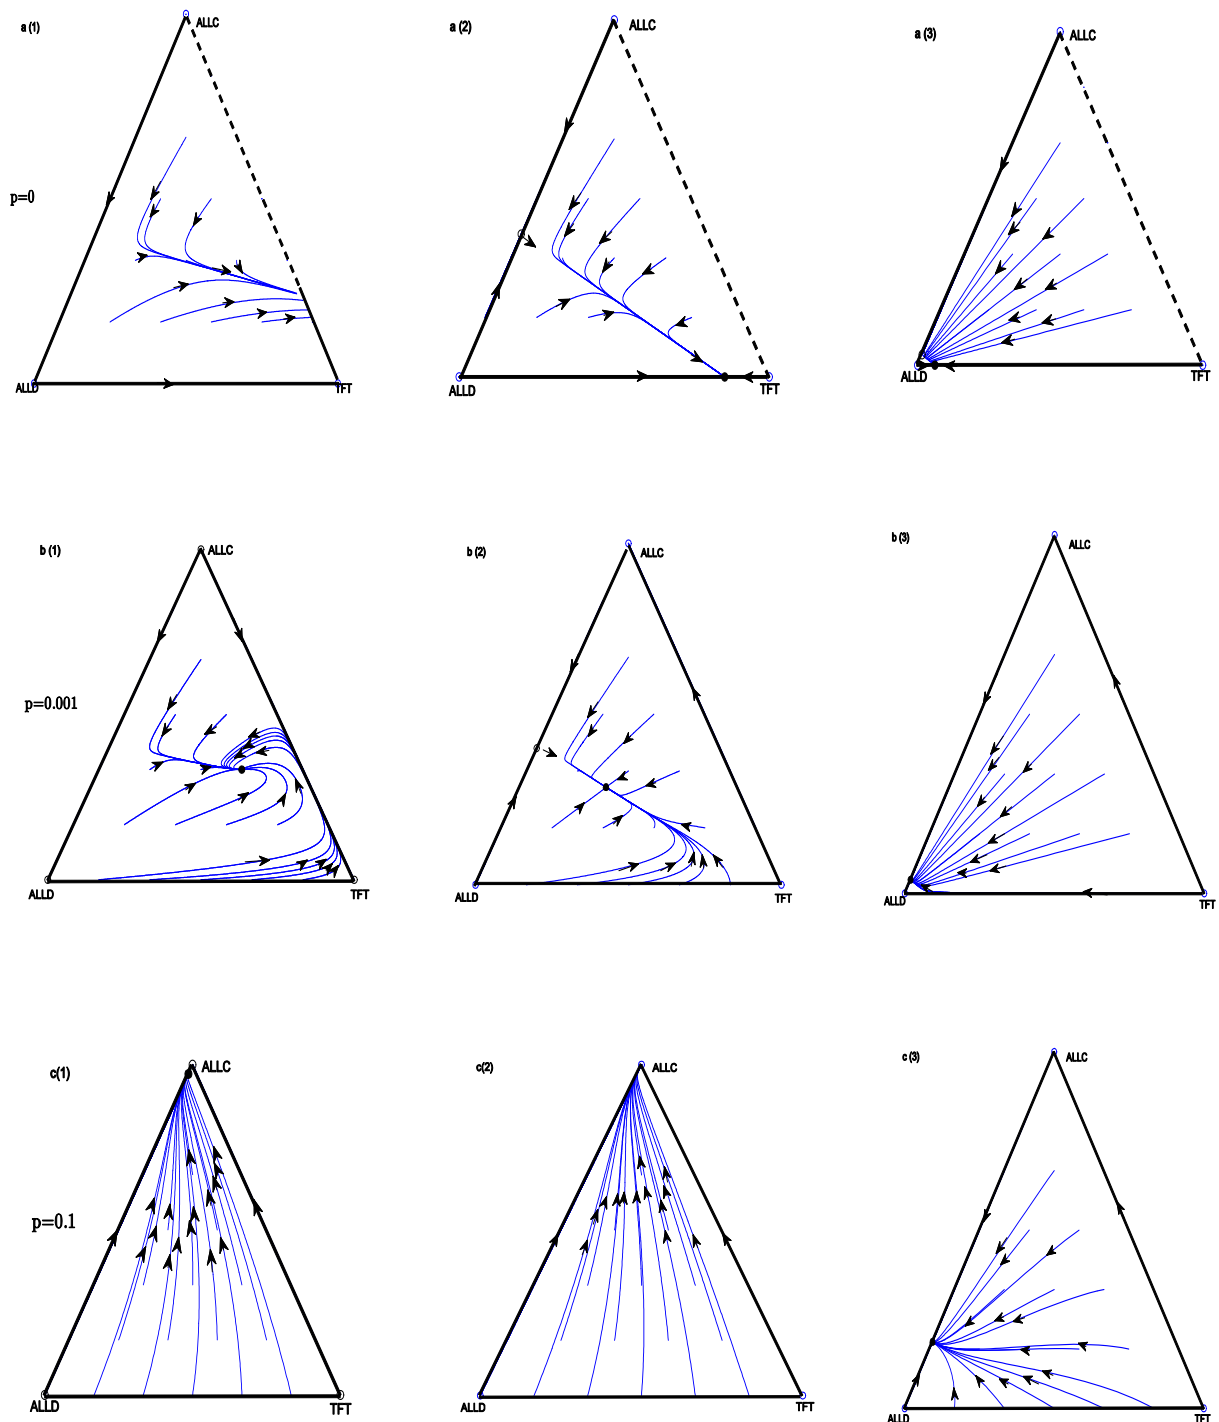 a (1)
ALLC
a (2)
ALLC
a (3)
ALLC
p=0
ALLD
TFT
ALLD
TFT
ALLD
TFT
b (1)
ALLC
b (2)
ALLC
b (3)
ALLC
p=0.001
ALLD
TFT
ALLD
TFT
ALLD
TFT
c(1)
ALLC
c(2)
ALLC
c (3)
ALLC
p=0.1
ALLD
TFT
ALLD
TFT
ALLD
TFT